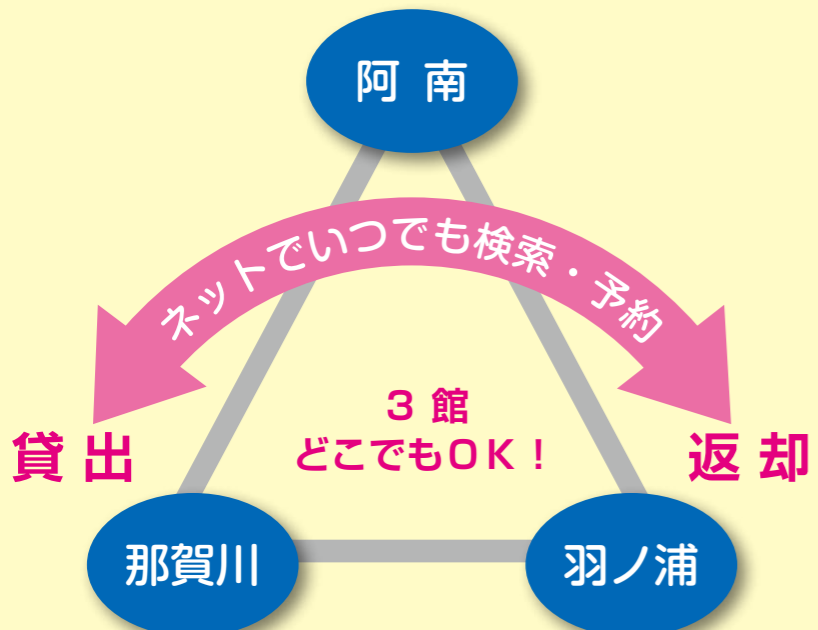 阿 南
ネットでいつでも検索・予約
3 館
どこでもOK！
貸 出
返 却
那賀川
羽ノ浦